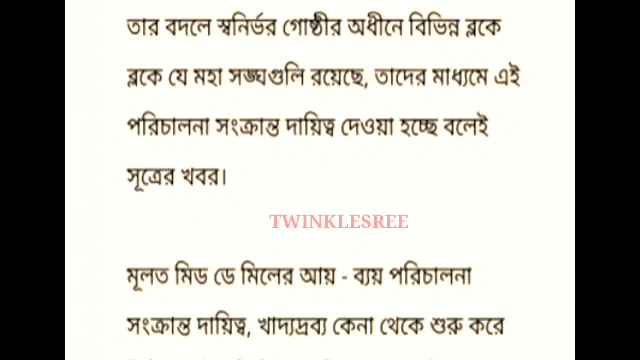 তার বদলে স্বনির্ভর গোষ্ঠীর অধীনে বিভিন্ন ব্লকে
ব্লকে যে মহা সঙ্ঘগুলি রয়েছে, তাদের মাধ্যমে এই
পরিচালনা সংক্রান্ত দায়িত্ব দেওয়া হচ্ছে বলেই
সূত্রের খবর।
TWINKLESREE
মূলত মিড ডে মিলের আয় - ব্যয় পরিচালনা
সংক্রান্ত দায়িত্ব, খাদ্যদ্রব্য কেনা থেকে শুরু করে